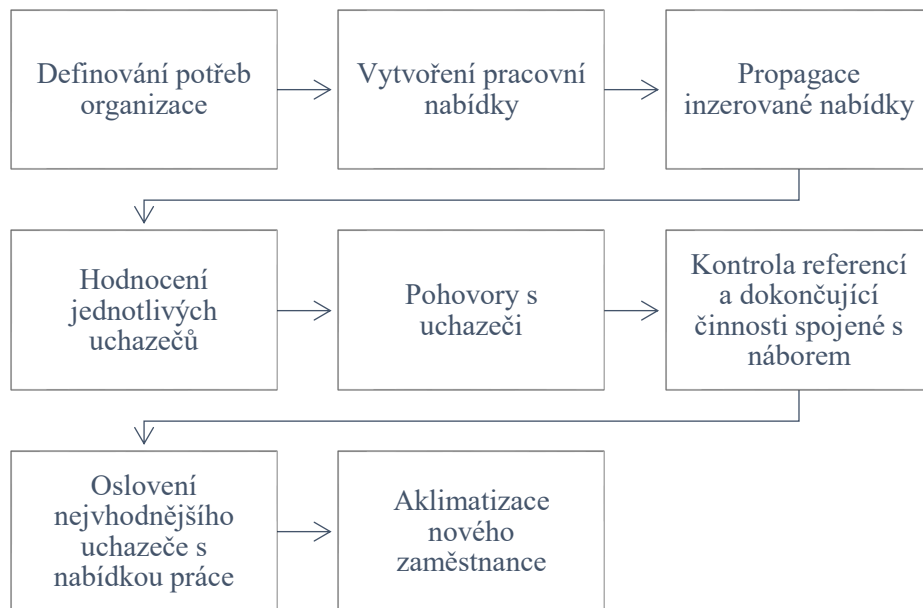 Definování potřeb
organizace
Vytvoření pracovní
nabídky
Propagace
inzerované nabídky
Hodnocení
jednotlivých
uchazečů
Pohovory s
uchazeči
Kontrola referencí
a dokončující
činnosti spojené s
náborem
Oslovení
nejvhodnějšího
uchazeče s
nabídkou práce
Aklimatizace
nového
zaměstnance